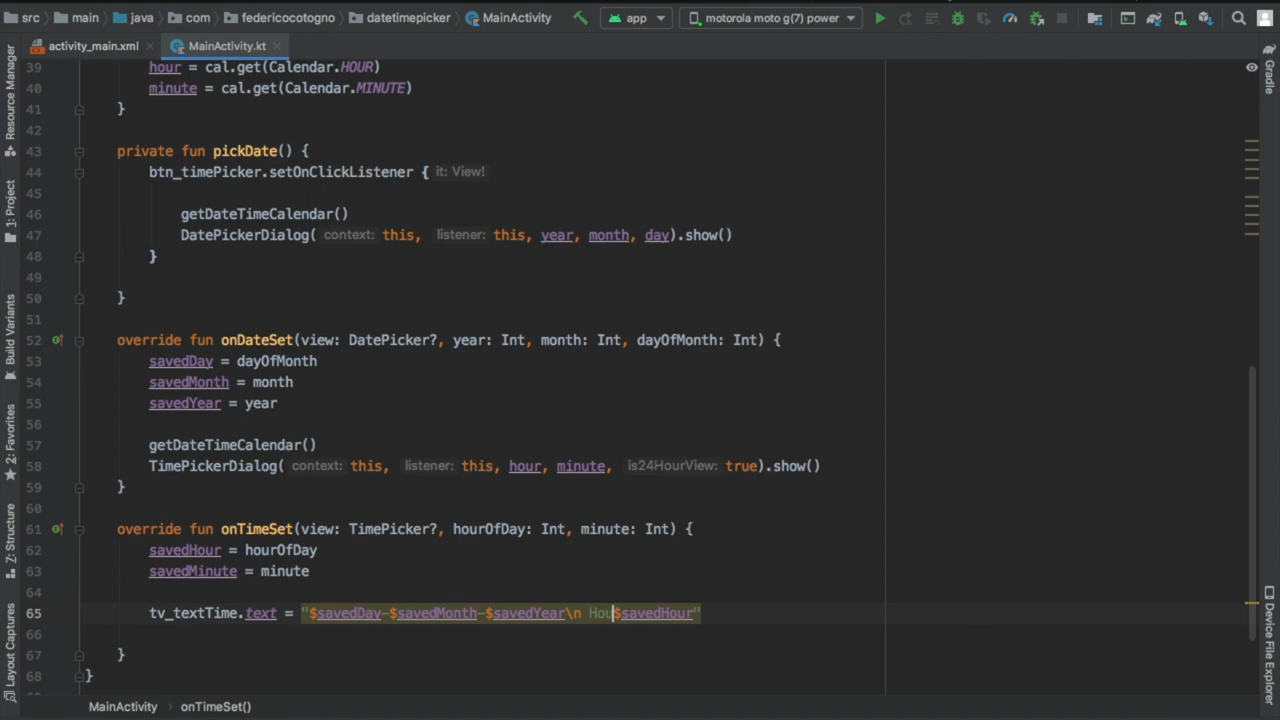 src main java com federicocotogno datetimepicker MainActivity app motorola moto g(7) power
activity_main.xml MainActivity.kt
39 hour = cal.get(Calendar.HOUR)
40 minute = cal.get(Calendar.MINUTE)
41 }
42
43 private fun pickDate() {
44 btn_timePicker.setOnClickListener { it: View!
45
46 getDateTimeCalendar()
47 DatePickerDialog( context: this, listener: this, year, month, day).show()
48 }
49
50 }
51
52 override fun onDateSet(view: DatePicker?, year: Int, month: Int, dayOfMonth: Int) {
53 savedDay = dayOfMonth
54 savedMonth = month
55 savedYear = year
56
57 getDateTimeCalendar()
58 TimePickerDialog( context: this, listener: this, hour, minute, is24HourView: true).show()
59 }
60
61 override fun onTimeSet(view: TimePicker?, hourOfDay: Int, minute: Int) {
62 savedHour = hourOfDay
63 savedMinute = minute
64
65 tv_textTime.text = "$savedDay-$savedMonth-$savedYear\n Hou$savedHour"
66
67 }
68 }
MainActivity › onTimeSet()
Resource Manager
1: Project
Build Variants
2: Favorites
Z: Structure
Layout Captures
Gradle
Device File Explorer